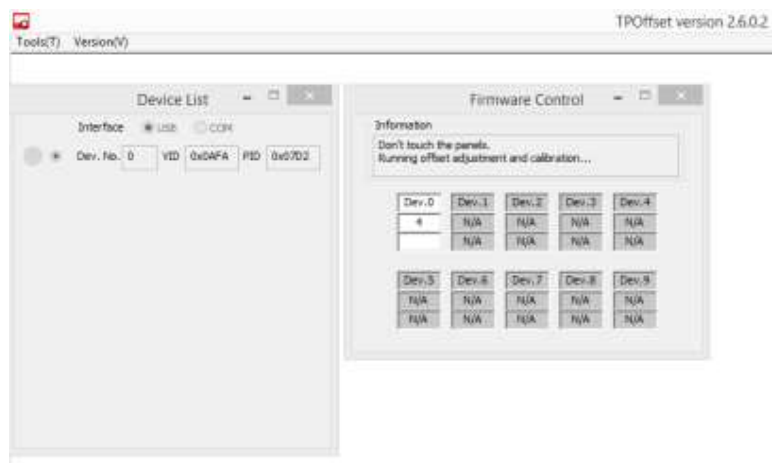 TPOffset version 2.6.0.2
Tools(T) Version(V)
Device List
Interface USB COM
Dev. No. 0 VID 0x0AFA PID 0x07D2
Firmware Control
Information
Don't touch the panels.
Running offset adjustment and calibration...
Dev.0 Dev.1 Dev.2 Dev.3 Dev.4
4 N/A N/A N/A N/A
N/A N/A N/A N/A
Dev.5 Dev.6 Dev.7 Dev.8 Dev.9
N/A N/A N/A N/A N/A
N/A N/A N/A N/A N/A